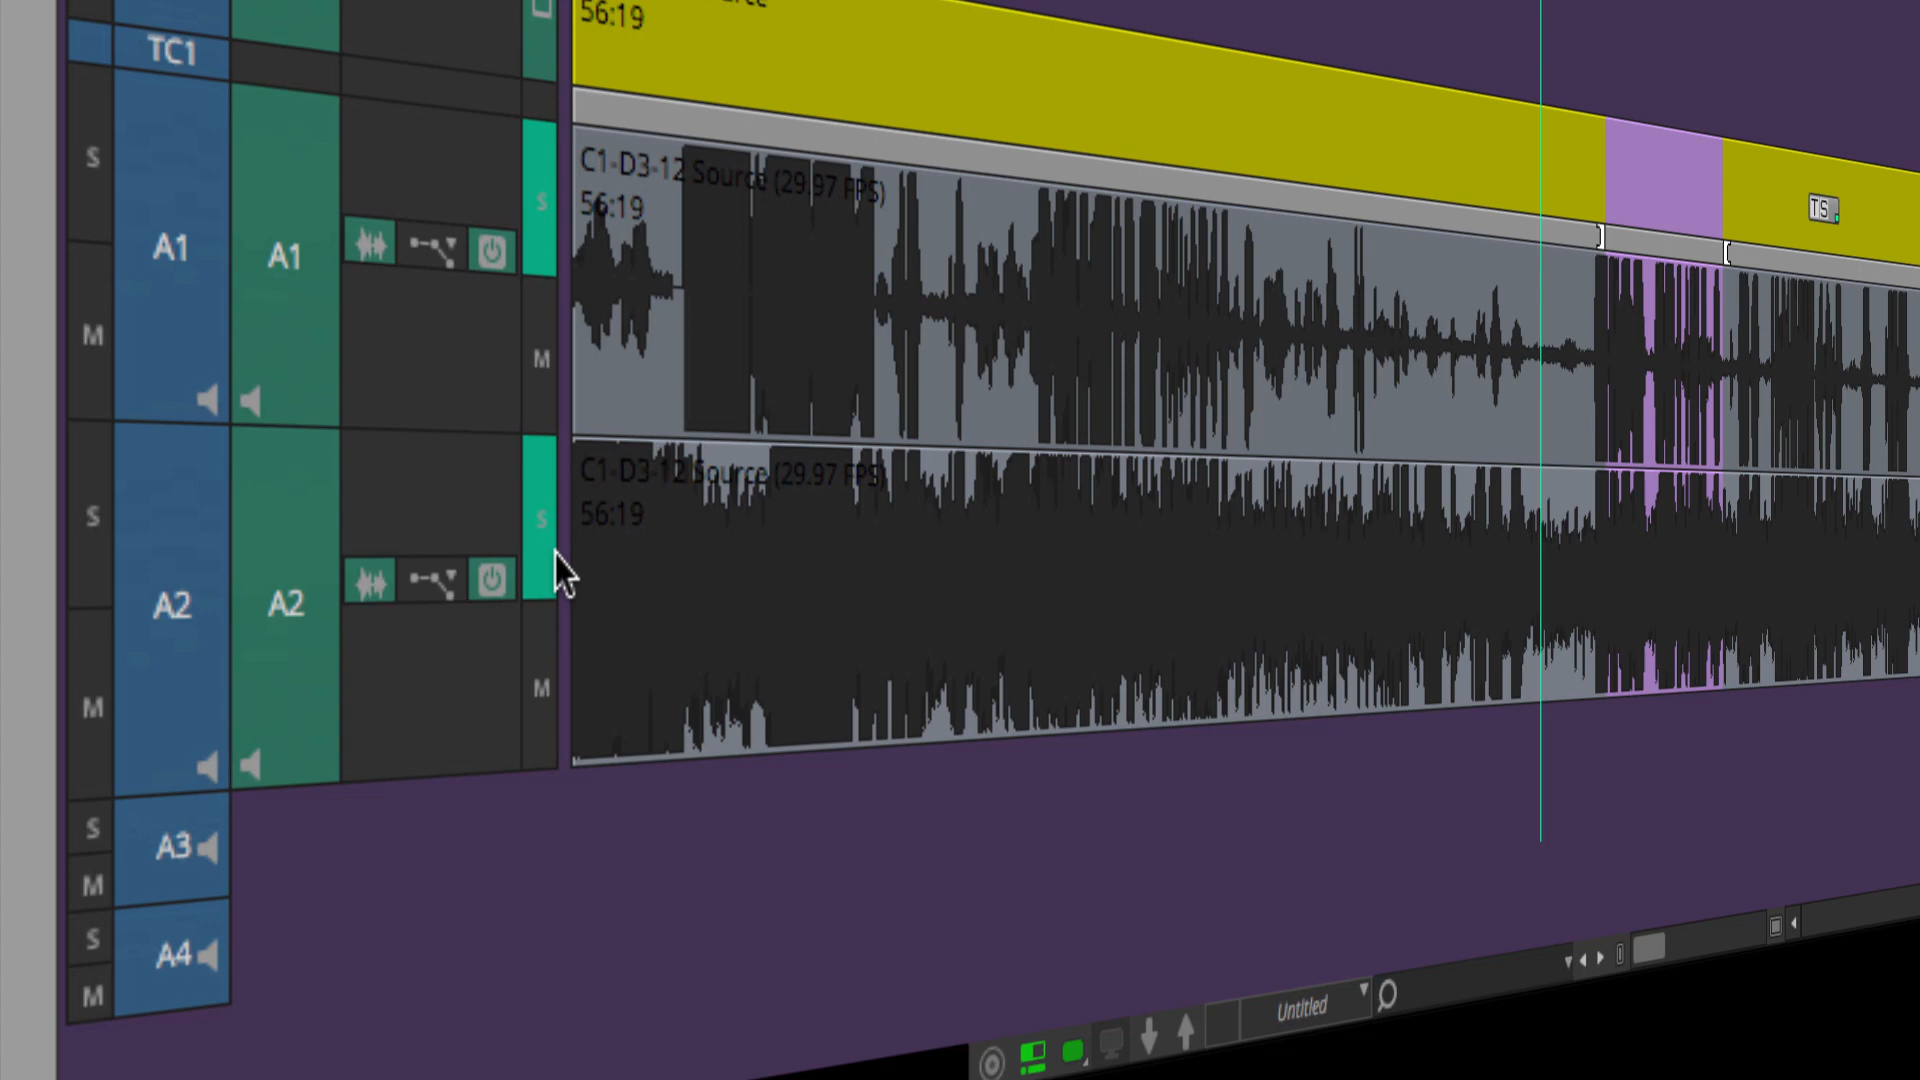 56:19
TC1
S
A1
A1
S
M
M
C1-D3-12 Source (29.97 FPS)
56:19
TS
S
A2
A2
S
M
M
C1-D3-12 Source (29.97 FPS)
56:19
S
A3
M
S
A4
M
Untitled